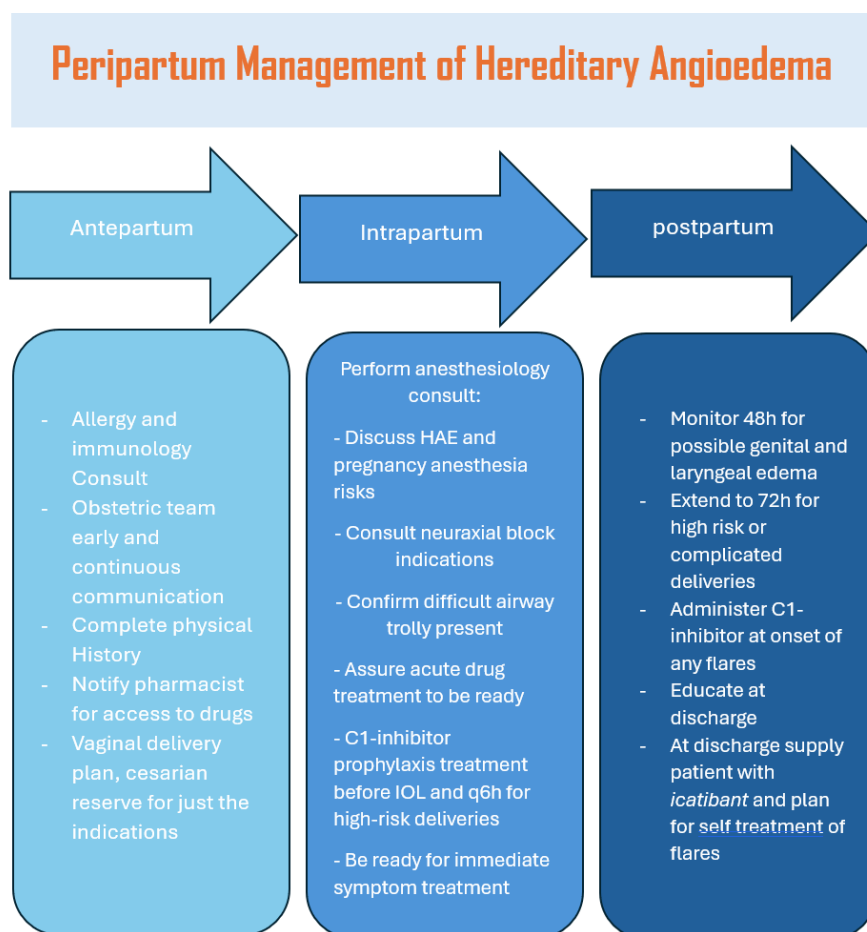 Peripartum Management of Hereditary Angioedema
Antepartum
Intrapartum
postpartum
- Allergy and
immunology
Consult
- Obstetric team
early and
continuous
communication
- Complete physical
History
- Notify pharmacist
for access to drugs
- Vaginal delivery
plan, cesarian
reserve for just the
indications
Perform anesthesiology
consult:
- Discuss HAE and
pregnancy anesthesia
risks
- Consult neuraxial block
indications
- Confirm difficult airway
trolly present
- Assure acute drug
treatment to be ready
- C1-inhibitor
prophylaxis treatment
before IOL and q6h for
high-risk deliveries
- Be ready for immediate
symptom treatment
- Monitor 48h for
possible genital and
laryngeal edema
- Extend to 72h for
high risk or
complicated
deliveries
- Administer C1-
inhibitor at onset of
any flares
- Educate at
discharge
- At discharge supply
patient with
icatibant and plan
for self treatment of
flares